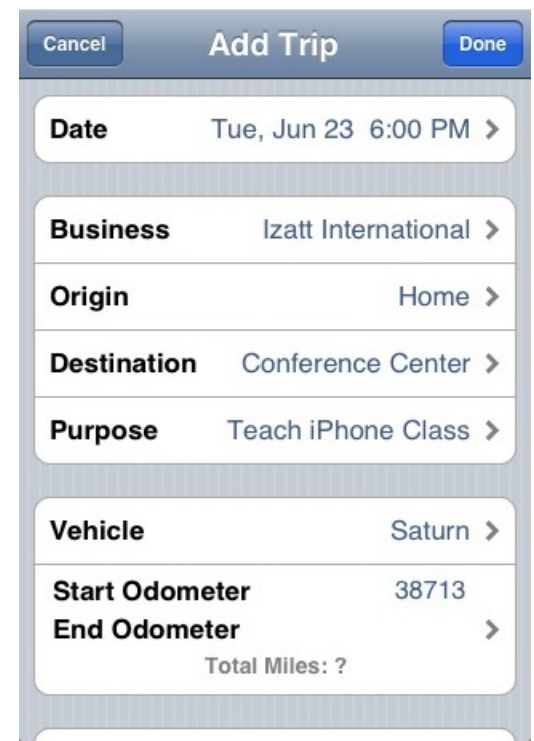 Cancel Add Trip Done
Date Tue, Jun 23 6:00 PM
Business Izatt International
Origin Home
Destination Conference Center
Purpose Teach iPhone Class
Vehicle Saturn
Start Odometer 38713
End Odometer
Total Miles: ?